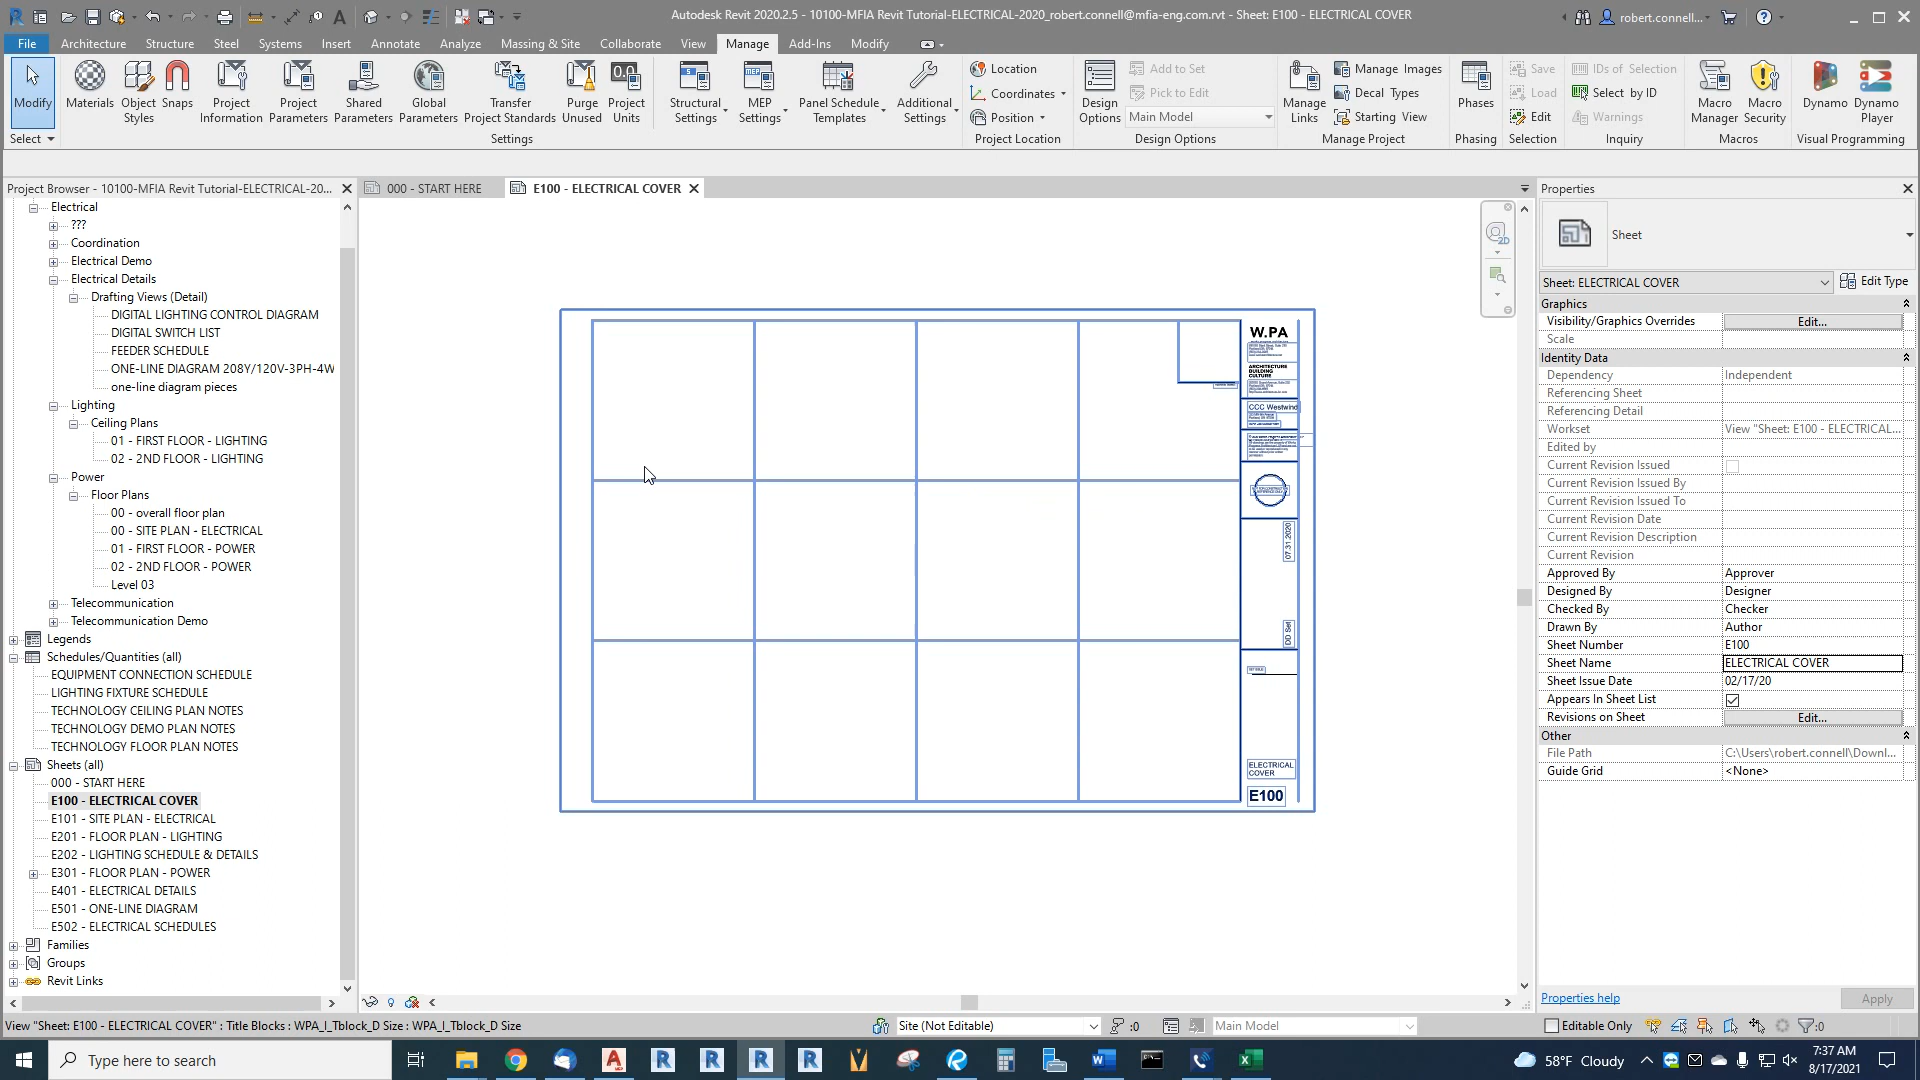 Autodesk Revit 2020.2.5 - 10100-MFIA Revit Tutorial-ELECTRICAL-2020_robert.connell@mfia-eng.com.rvt - Sheet: E100 - ELECTRICAL COVER
robert.connell...
File Architecture Structure Steel Systems Insert Annotate Analyze Massing & Site Collaborate View Manage Add-Ins Modify
Modify
Materials
Object Styles
Snaps
Project Information
Project Parameters
Shared Parameters
Global Parameters
Transfer Project Standards
Purge Unused
Project Units
Structural Settings
MEP Settings
Panel Schedule Templates
Additional Settings
Location
Coordinates
Position
Design Options
Add to Set
Pick to Edit
Main Model
Manage Links
Manage Images
Decal Types
Starting View
Phases
Save
Load
Edit
IDs of Selection
Select by ID
Warnings
Macro Manager
Macro Security
Dynamo
Dynamo Player
Select Settings Project Location Design Options Manage Project Phasing Selection Inquiry Macros Visual Programming
Project Browser - 10100-MFIA Revit Tutorial-ELECTRICAL-20...
Electrical
???
Coordination
Electrical Demo
Electrical Details
Drafting Views (Detail)
DIGITAL LIGHTING CONTROL DIAGRAM
DIGITAL SWITCH LIST
FEEDER SCHEDULE
ONE-LINE DIAGRAM 208Y/120V-3PH-4W
one-line diagram pieces
Lighting
Ceiling Plans
01 - FIRST FLOOR - LIGHTING
02 - 2ND FLOOR - LIGHTING
Power
Floor Plans
00 - overall floor plan
00 - SITE PLAN - ELECTRICAL
01 - FIRST FLOOR - POWER
02 - 2ND FLOOR - POWER
Level 03
Telecommunication
Telecommunication Demo
Legends
Schedules/Quantities (all)
EQUIPMENT CONNECTION SCHEDULE
LIGHTING FIXTURE SCHEDULE
TECHNOLOGY CEILING PLAN NOTES
TECHNOLOGY DEMO PLAN NOTES
TECHNOLOGY FLOOR PLAN NOTES
Sheets (all)
000 - START HERE
E100 - ELECTRICAL COVER
E101 - SITE PLAN - ELECTRICAL
E201 - FLOOR PLAN - LIGHTING
E202 - LIGHTING SCHEDULE & DETAILS
E301 - FLOOR PLAN - POWER
E401 - ELECTRICAL DETAILS
E501 - ONE-LINE DIAGRAM
E502 - ELECTRICAL SCHEDULES
Families
Groups
Revit Links
000 - START HERE
E100 - ELECTRICAL COVER
2D
W.PA
ARCHITECTURE
BUILDING
CULTURE
CCC Westwind
07.31.2020
DD Set
ELECTRICAL
COVER
E100
Properties
Sheet
Sheet: ELECTRICAL COVER
Edit Type
Graphics
Visibility/Graphics Overrides Edit...
Scale
Identity Data
Dependency Independent
Referencing Sheet
Referencing Detail
Workset View "Sheet: E100 - ELECTRICAL...
Edited by
Current Revision Issued
Current Revision Issued By
Current Revision Issued To
Current Revision Date
Current Revision Description
Current Revision
Approved By Approver
Designed By Designer
Checked By Checker
Drawn By Author
Sheet Number E100
Sheet Name ELECTRICAL COVER
Sheet Issue Date 02/17/20
Appears In Sheet List
Revisions on Sheet Edit...
Other
File Path C:\Users\robert.connell\Downl...
Guide Grid <None>
Properties help
Apply
View "Sheet: E100 - ELECTRICAL COVER" : Title Blocks : WPA_I_Tblock_D Size : WPA_I_Tblock_D Size
Site (Not Editable)
:0
Main Model
Editable Only
:0
Type here to search
58°F Cloudy
7:37 AM
8/17/2021